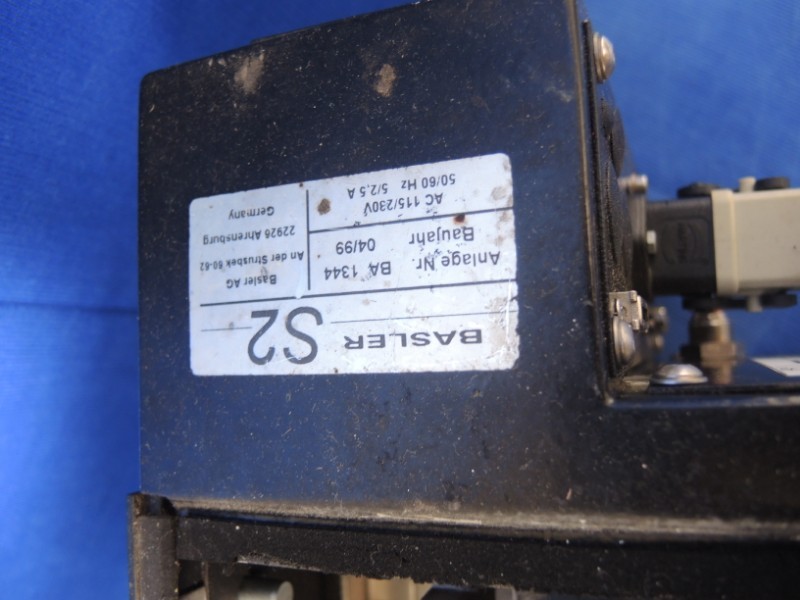 BASLER S2
Anlage Nr. BA 1344
Baujahr 04/99
AC 115/230V
50/60 Hz 5/2.5 A
Basler AG
An der Strusbek 60-62
22926 Ahrensburg
Germany